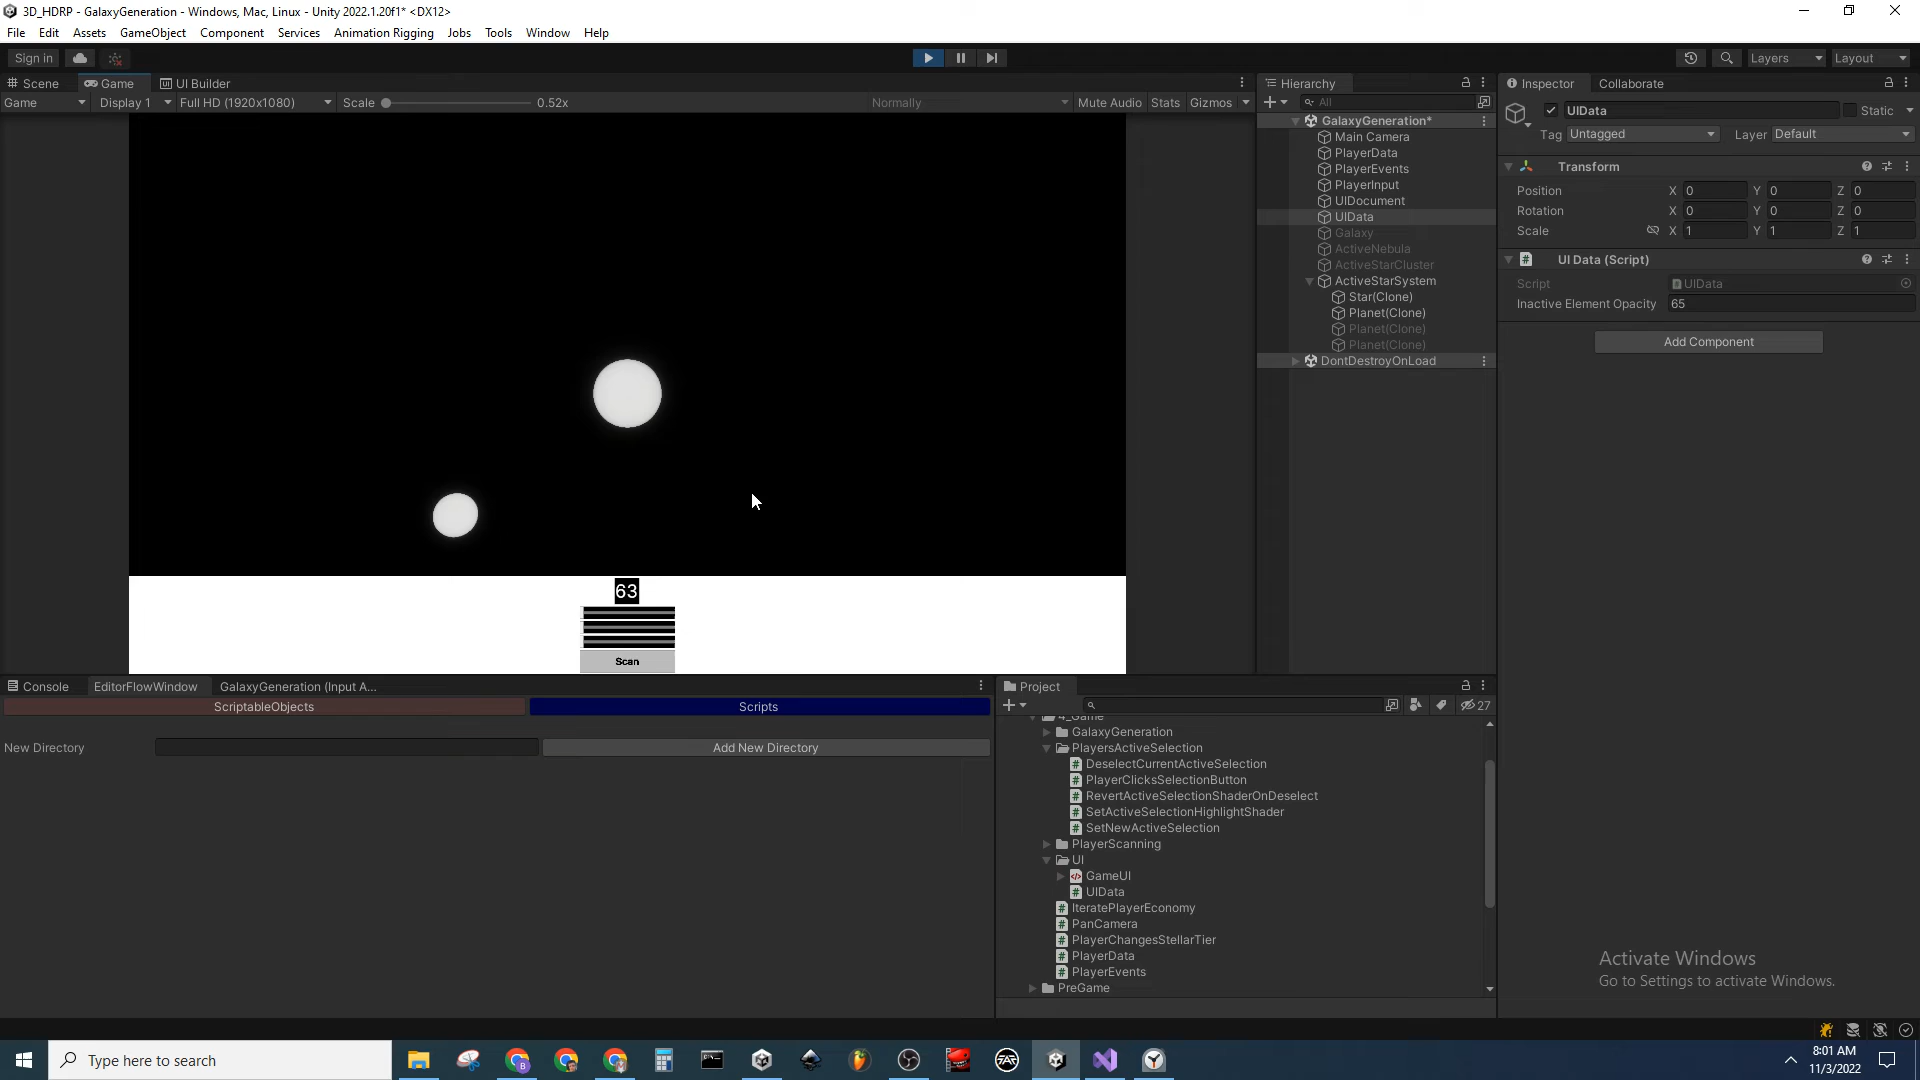 3D_HDRP - GalaxyGeneration - Windows, Mac, Linux - Unity 2022.1.20f1* <DX12>
File Edit Assets GameObject Component Services Animation Rigging Jobs Tools Window Help
Sign in
Layers
Layout
Scene
Game
UI Builder
Game
Display 1
Full HD (1920x1080)
Scale
0.52x
Normally
Mute Audio
Stats
Gizmos
63
Scan
Hierarchy
All
GalaxyGeneration*
Main Camera
PlayerData
PlayerEvents
PlayerInput
UIDocument
UIData
Galaxy
ActiveNebula
ActiveStarCluster
ActiveStarSystem
Star(Clone)
Planet(Clone)
Planet(Clone)
Planet(Clone)
DontDestroyOnLoad
Inspector
Collaborate
UIData
Static
Tag Untagged
Layer Default
Transform
Position X 0 Y 0 Z 0
Rotation X 0 Y 0 Z 0
Scale X 1 Y 1 Z 1
# UI Data (Script)
Script UIData
Inactive Element Opacity 65
Add Component
Console
EditorFlowWindow
GalaxyGeneration (Input A...
ScriptableObjects
Scripts
New Directory
Add New Directory
Project
27
4_Game
GalaxyGeneration
PlayersActiveSelection
# DeselectCurrentActiveSelection
# PlayerClicksSelectionButton
# RevertActiveSelectionShaderOnDeselect
# SetActiveSelectionHighlightShader
# SetNewActiveSelection
PlayerScanning
UI
GameUI
# UIData
# IteratePlayerEconomy
# PanCamera
# PlayerChangesStellarTier
# PlayerData
# PlayerEvents
PreGame
Activate Windows
Go to Settings to activate Windows.
Type here to search
8:01 AM
11/3/2022